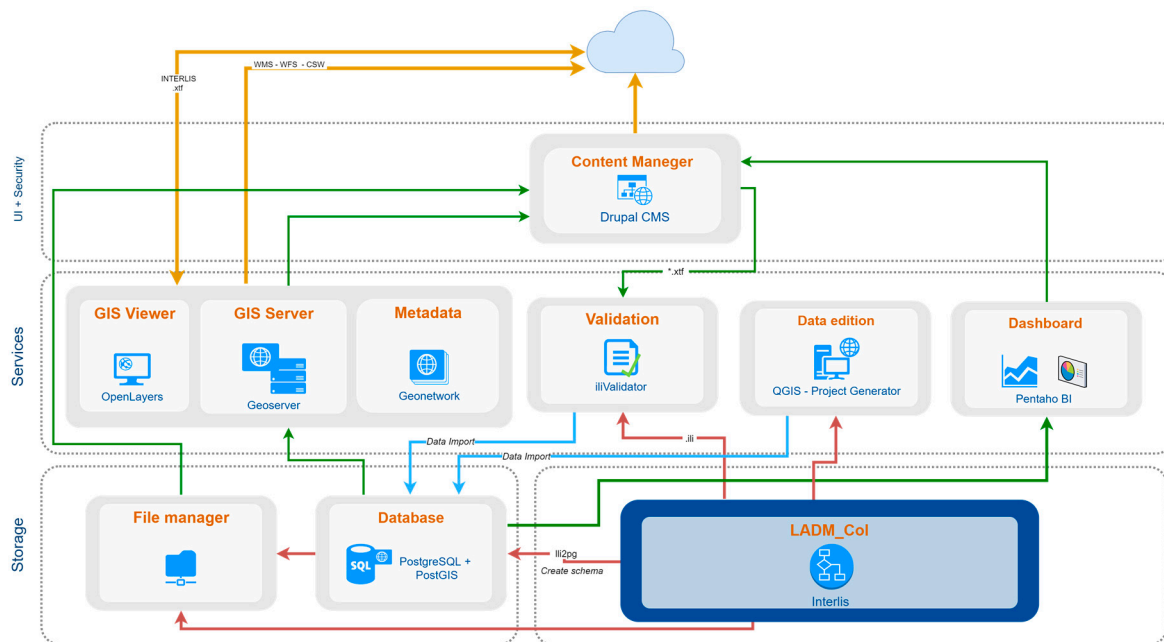 INTERLIS
.xtf
WMS - WFS - CSW
UI + Security
Content Maneger
Drupal CMS
*.xtf
Services
GIS Viewer
OpenLayers
GIS Server
Geoserver
Metadada
Geonetwork
Validation
iliValidator
Data edition
QGIS - Project Generator
Dashboard
Pentaho BI
Data Import
.ili
Data Import
Storage
File manager
Database
SQL
PostgreSQL +
PostGIS
Ili2pg
Create schema
LADM_Col
Interlis